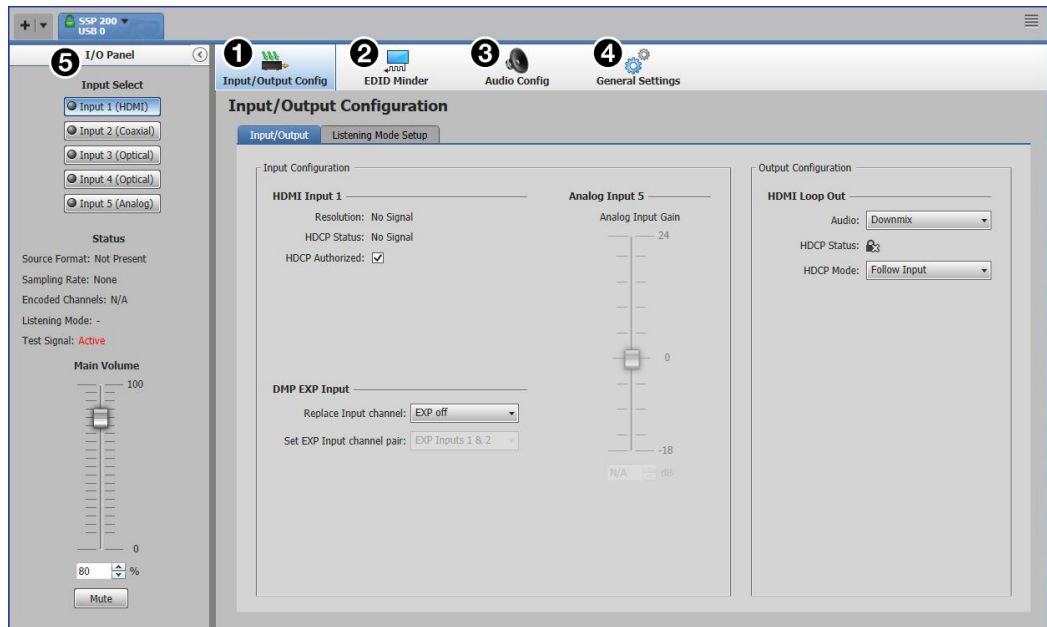 SSP 200
USB 0
5
I/O Panel
Input Select
Input 1 (HDMI)
Input 2 (Coaxial)
Input 3 (Optical)
Input 4 (Optical)
Input 5 (Analog)
Status
Source Format: Not Present
Sampling Rate: None
Encoded Channels: N/A
Listening Mode: -
Test Signal: Active
Main Volume
100
0
80 %
Mute
1
Input/Output Config
2
EDID Minder
3
Audio Config
4
General Settings
Input/Output Configuration
Input/Output
Listening Mode Setup
Input Configuration
HDMI Input 1
Resolution: No Signal
HDCP Status: No Signal
HDCP Authorized:
DMP EXP Input
Replace Input channel: EXP off
Set EXP Input channel pair: EXP Inputs 1 & 2
Analog Input 5
Analog Input Gain
24
0
-18
N/A dB
Output Configuration
HDMI Loop Out
Audio: Downmix
HDCP Status:
HDCP Mode: Follow Input